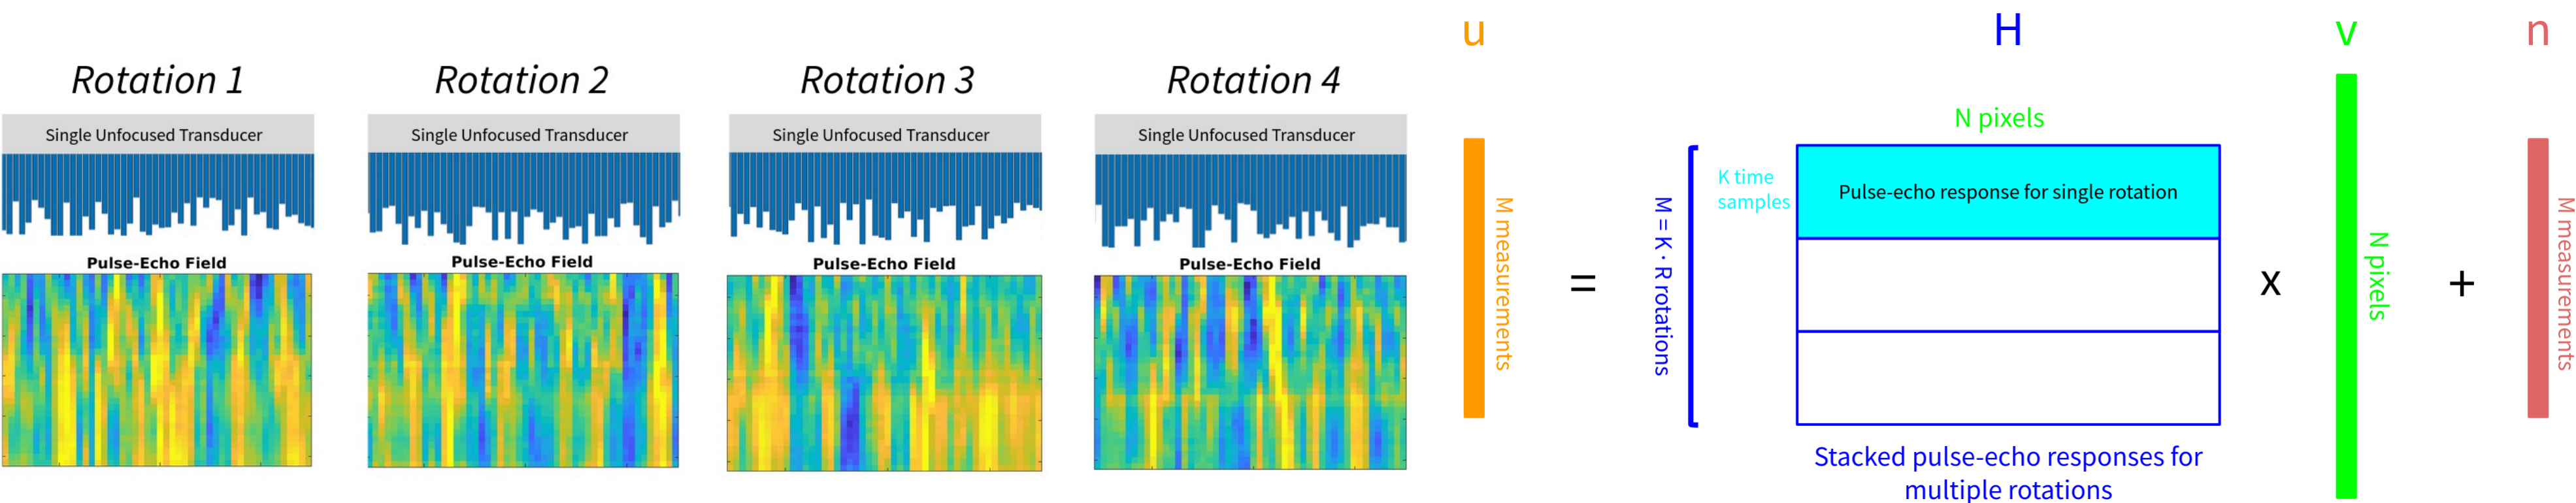 Rotation 1
Single Unfocused Transducer
Pulse-Echo Field
Rotation 2
Single Unfocused Transducer
Pulse-Echo Field
Rotation 3
Single Unfocused Transducer
Pulse-Echo Field
Rotation 4
Single Unfocused Transducer
Pulse-Echo Field
u
M measurements
=
H
N pixels
M = K · R rotations
K time
samples
Pulse-echo response for single rotation
Stacked pulse-echo responses for
multiple rotations
x
v
N pixels
+
n
M measurements